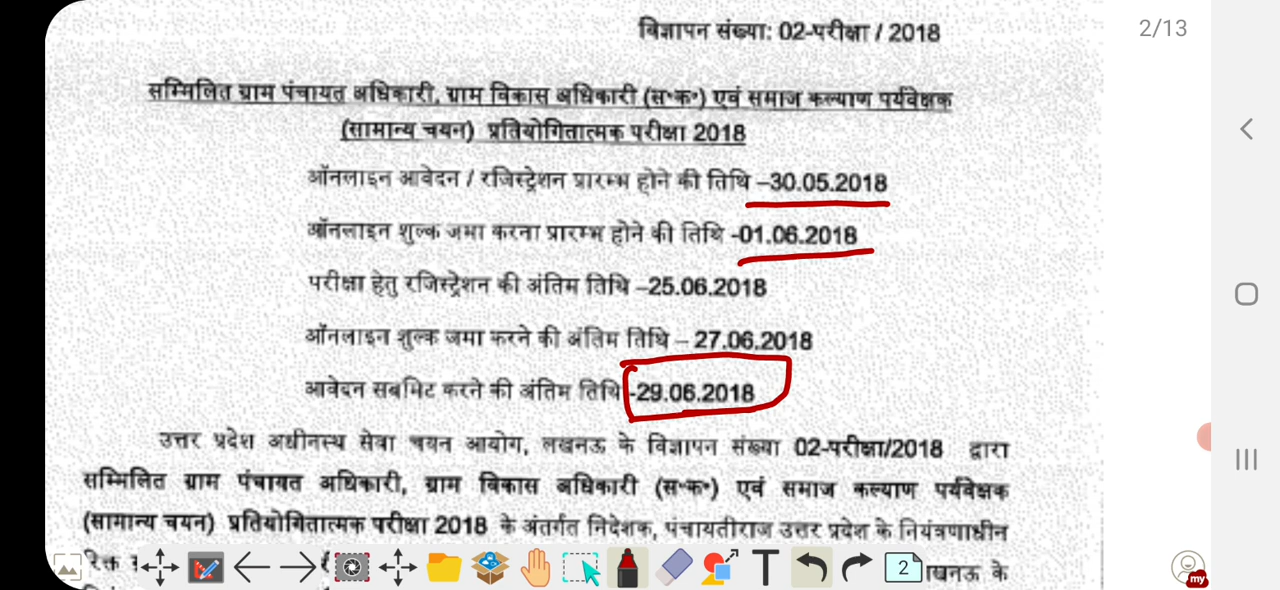 विज्ञापन संख्या: 02-परीक्षा / 2018
2/13
सम्मिलित ग्राम पंचायत अधिकारी, ग्राम विकास अधिकारी (स॰क॰) एवं समाज कल्याण पर्यवेक्षक
(सामान्य चयन) प्रतियोगितात्मक परीक्षा 2018
ऑनलाइन आवेदन / रजिस्ट्रेशन प्रारम्भ होने की तिथि –30.05.2018
ऑनलाइन शुल्क जमा करना प्रारम्भ होने की तिथि -01.06.2018
परीक्षा हेतु रजिस्ट्रेशन की अंतिम तिथि –25.06.2018
ऑनलाइन शुल्क जमा करने की अंतिम तिथि – 27.06.2018
आवेदन सबमिट करने की अंतिम तिथि -29.06.2018
उत्तर प्रदेश अधीनस्थ सेवा चयन आयोग, लखनऊ के विज्ञापन संख्या 02-परीक्षा/2018 द्वारा
सम्मिलित ग्राम पंचायत अधिकारी, ग्राम विकास अधिकारी (स॰क॰) एवं समाज कल्याण पर्यवेक्षक
(सामान्य चयन) प्रतियोगितात्मक परीक्षा 2018 के अंतर्गत निदेशक, पंचायतीराज उत्तर प्रदेश के नियंत्रणाधीन
के
T
2
my